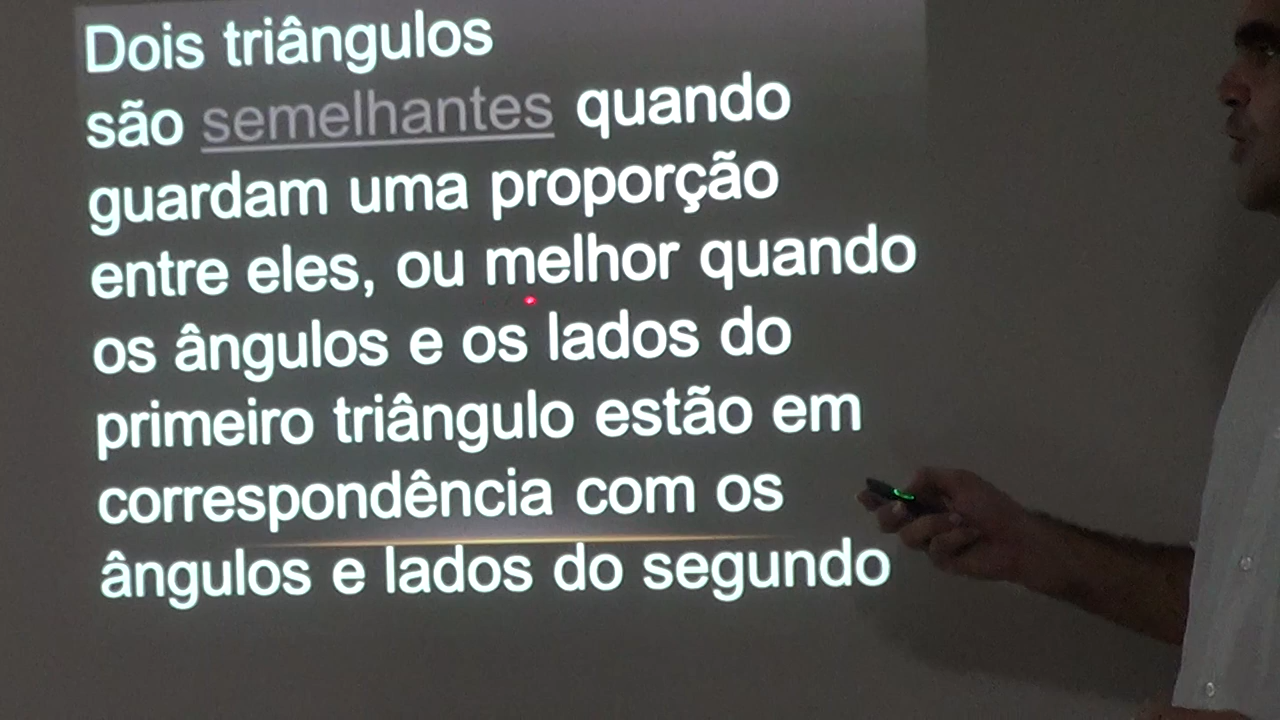 Dois triângulos
são semelhantes quando
guardam uma proporção
entre eles, ou melhor quando
os ângulos e os lados do
primeiro triângulo estão em
correspondência com os
ângulos e lados do segundo